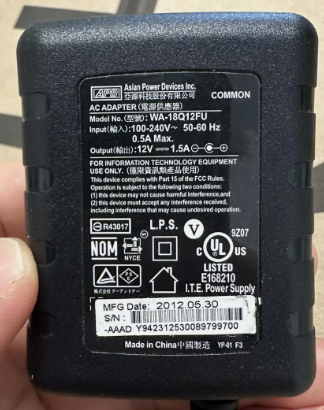 APD Asian Power Devices Inc.
亞源科技股份有限公司 COMMON
AC ADAPTER (電源供應器)
Model No. (型號): WA-18Q12FU
Input(輸入):100-240V~ 50-60 Hz
0.5A Max.
Output(輸出):12V 1.5A
FOR INFORMATION TECHNOLOGY EQUIPMENT
USE ONLY. (僅限資訊類產品使用)
This device complies with Part 15 of the FCC Rules.
Operation is subject to the following two conditions:
(1) this device may not cause harmful interference,and
(2) this device must accept any interference received,
including interference that may cause undesired operation.
R43017 L.P.S. V 9Z07
NOM NYCE c UL US
LISTED
E168210
I.T.E. Power Supply
MFG Date: 2012.05.30
S/N :
-AAAD Y942312530089799700
Made in China中國製造 YP-01 F3